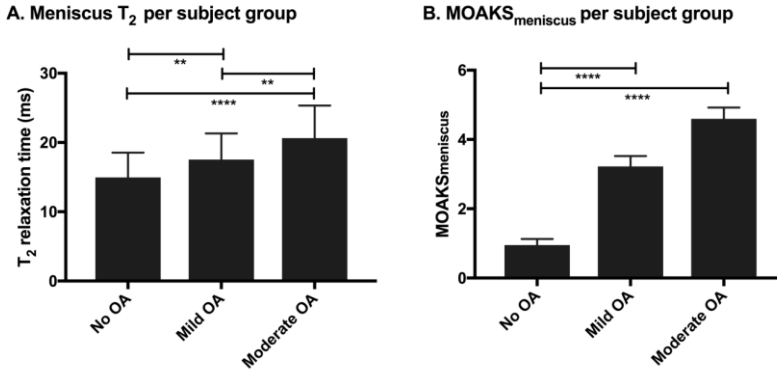 A. Meniscus T2 per subject group
**
**
****
30
20
10
0
T2 relaxation time (ms)
No OA
Mild OA
Moderate OA
B. MOAKSmeniscus per subject group
****
****
6
4
2
0
MOAKSmeniscus
No OA
Mild OA
Moderate OA